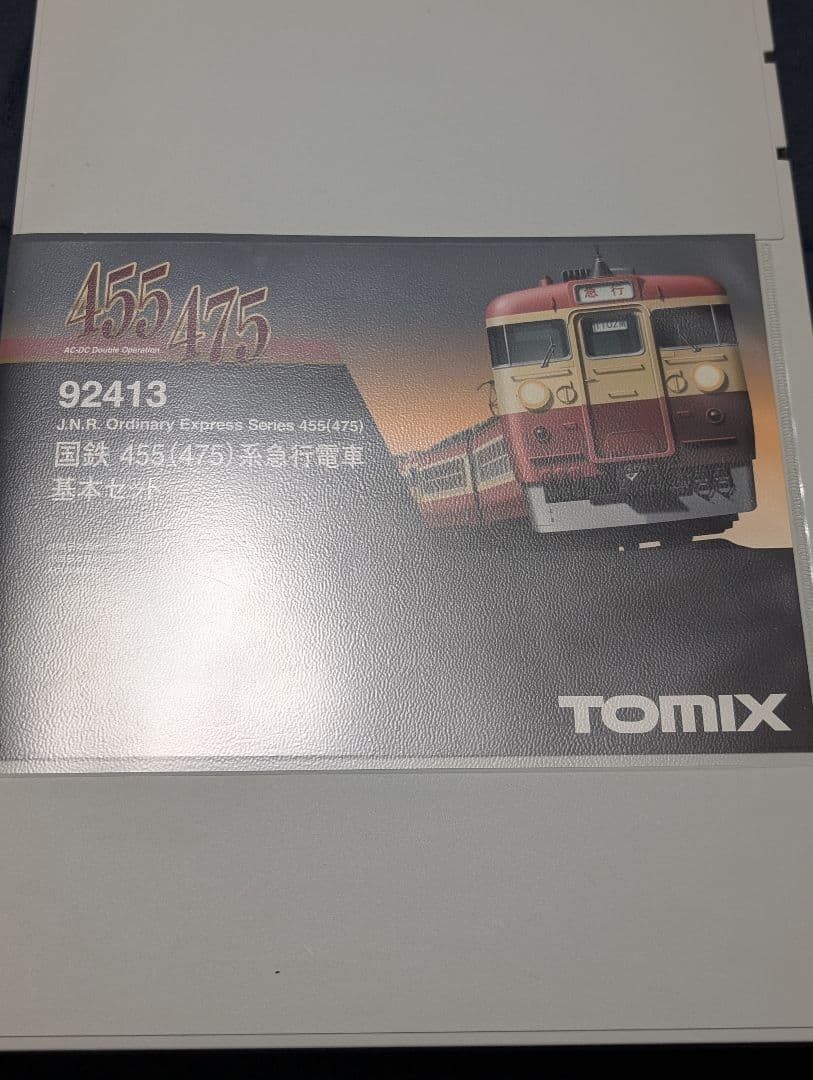 455
475
AC-DC Double Operation
92413
J.N.R. Ordinary Express Series 455(475)
国鉄 455(475)系急行電車
基本セット
急行
TOMIX